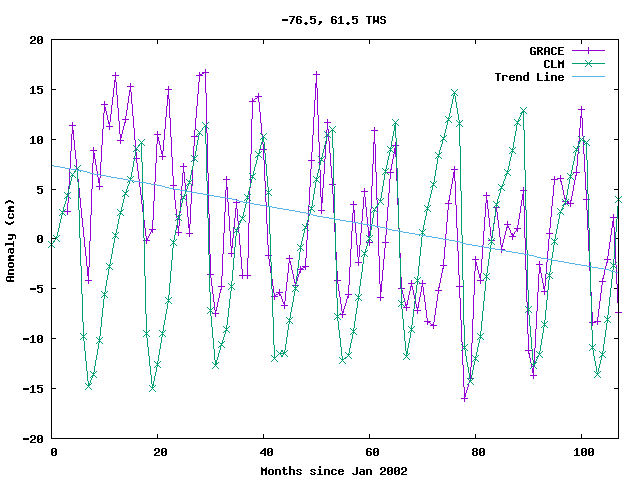 -76.5, 61.5 TWS
GRACE
CLM
Trend Line
20
15
10
5
0
-5
-10
-15
-20
Anomaly (cm)
0 20 40 60 80 100
Months since Jan 2002